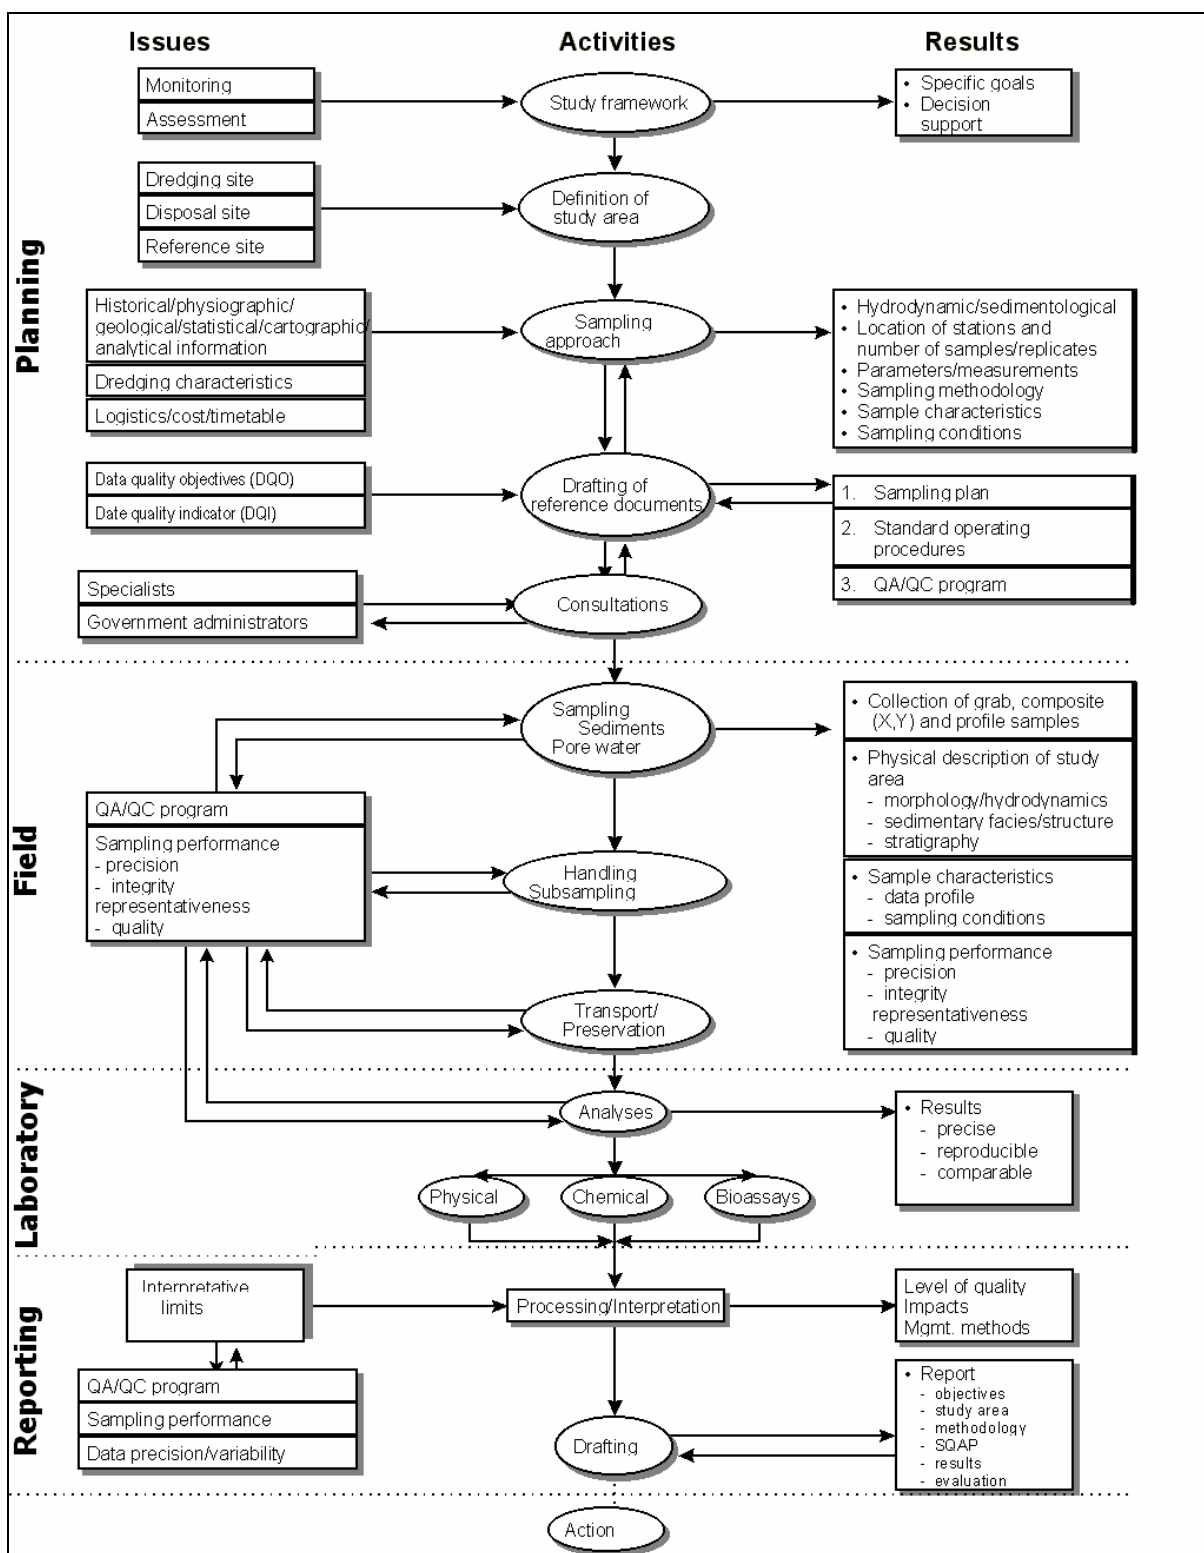 Issues
Activities
Results
Planning
Monitoring
Assessment
Study framework
• Specific goals
• Decision
support
Dredging site
Disposal site
Reference site
Definition of
study area
Historical/physiographic/
geological/statistical/cartographic/
analytical information
Dredging characteristics
Logistics/cost/timetable
Sampling
approach
• Hydrodynamic/sedimentological
• Location of stations and
number of samples/replicates
• Parameters/measurements
• Sampling methodology
• Sample characteristics
• Sampling conditions
Data quality objectives (DQO)
Date quality indicator (DQI)
Drafting of
reference documents
1. Sampling plan
2. Standard operating
procedures
3. QA/QC program
Specialists
Government administrators
Consultations
Field
Sampling
Sediments
Pore water
• Collection of grab, composite
(X,Y) and profile samples
• Physical description of study
area
- morphology/hydrodynamics
- sedimentary facies/structure
- stratigraphy
• Sample characteristics
- data profile
- sampling conditions
• Sampling performance
- precision
- integrity
representativeness
- quality
QA/QC program
Sampling performance
- precision
- integrity
representativeness
- quality
Handling
Subsampling
Transport/
Preservation
Laboratory
Analyses
• Results
- precise
- reproducible
- comparable
Physical
Chemical
Bioassays
Reporting
Interpretative
limits
Processing/Interpretation
Level of quality
Impacts
Mgmt. methods
QA/QC program
Sampling performance
Data precision/variability
Drafting
• Report
- objectives
- study area
- methodology
- SQAP
- results
- evaluation
Action